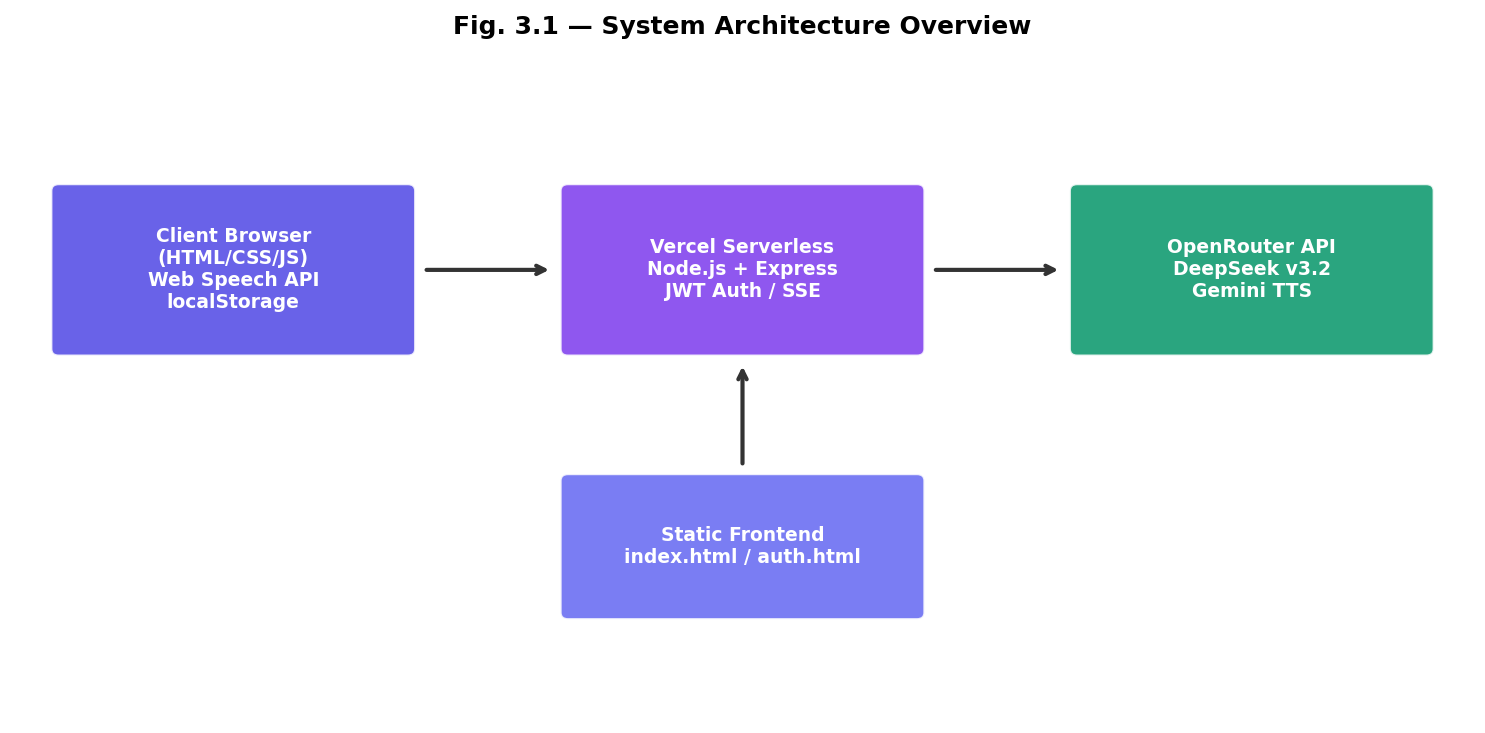 Fig. 3.1 — System Architecture Overview
Client Browser
(HTML/CSS/JS)
Web Speech API
localStorage
Vercel Serverless
Node.js + Express
JWT Auth / SSE
OpenRouter API
DeepSeek v3.2
Gemini TTS
Static Frontend
index.html / auth.html